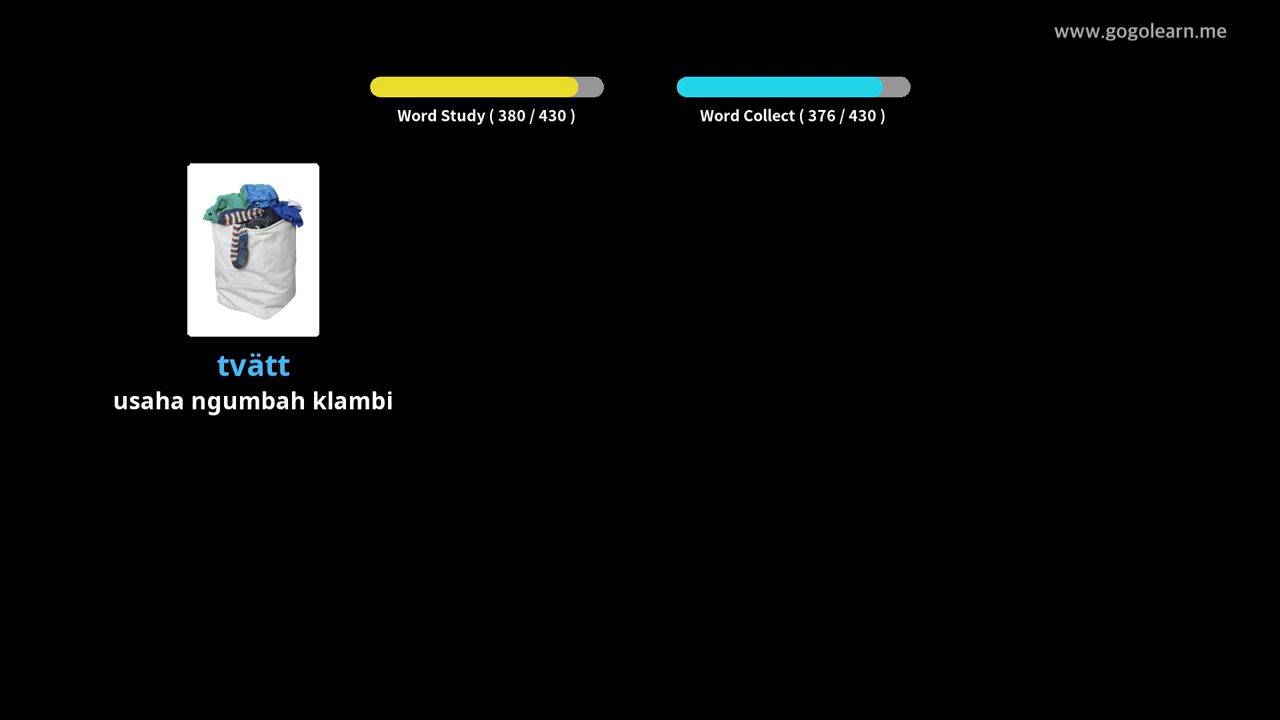 www.gogolearn.me
Word Study ( 380 / 430 )
Word Collect ( 376 / 430 )
tvätt
usaha ngumbah klambi